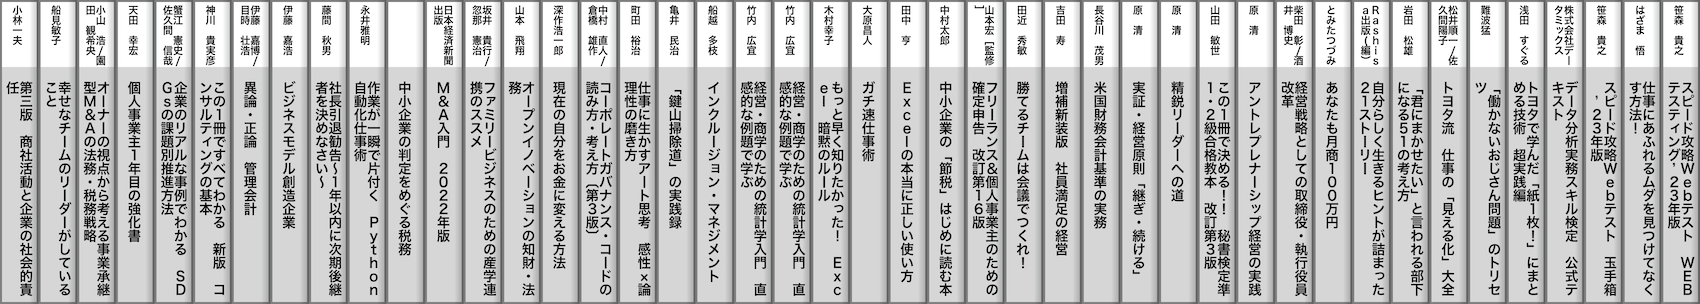 笹森 貴之
スピード攻略Webテスト WEB
テスティング’23年版
はござま 悟
仕事にあふれるムダを見つけてなく
す方法！
笹森 貴之
スピード攻略Webテスト 玉手箱
’23年版
株式会社デー
タミックス
データ分析実務スキル検定 公式テ
キスト
浅田 すぐる
トヨタで学んだ「紙1枚！」にまと
める技術 超実践編
難波猛
「働かないおじさん問題」のトリセ
ツ
松井順一/佐
久間陽子
トヨタ流 仕事の「見える化」大全
岩田 松雄
「君にまかせたい」と言われる部下
になる51の考え方
Rashis
a出版(編)
自分らしく生きるヒントが詰まった
21ストーリー
とみたつづみ
あなたも月商100万円
柴田 彰/酒
井 博史
経営戦略としての取締役・執行役員
改革
原 清
アントレプレナーシップ経営の実践
山田 敏世
この1冊で決める!! 秘書検定準
1・2級合格教本 改訂第3版
原 清
精鋭リーダーへの道
原 清
実証・経営原則「継ぎ・続ける」
長谷川 茂男
米国財務会計基準の実務
吉田 寿
増補新装版 社員満足の経営
田近 秀敏
勝てるチームは会議でつくれ！
山本宏［監修
］
フリーランス&個人事業主のための
確定申告 改訂第16版
中村太郎
中小企業の「節税」はじめに読む本
田中 亨
Excelの本当に正しい使い方
大原昌人
ガチ速仕事術
木村幸子
もっと早く知りたかった！ Exc
el 暗黙のルール
竹内 広宜
経営・商学のための統計学入門 直
感的な例題で学ぶ
竹内 広宜
経営・商学のための統計学入門 直
感的な例題で学ぶ
船越 多枝
インクルージョン・マネジメント
亀井 民治
「鍵山掃除道」の実践録
町田 裕治
仕事に生かすアート思考 感性×論
理性の磨き方
中村 直人/
倉橋 雄作
コーポレートガバナンス・コードの
読み方・考え方〔第3版〕
深作浩一郎
現在の自分をお金に変える方法
山本 飛翔
オープンイノベーションの知財・法
務
坂井 貴行/
忽那 憲治
ファミリービジネスのための産学連
携のススメ
日本経済新聞
出版
M&A入門 2022年版
中小企業の判定をめぐる税務
永井雅明
作業が一瞬で片付く Python
自動化仕事術
藤間 秋男
社長引退勧告～1年以内に次期後継
者を決めなさい～
伊藤 嘉浩
ビジネスモデル創造企業
伊藤 嘉博/
目時 壮浩
異論・正論 管理会計
神川 貴実彦
この1冊ですべてわかる 新版 コ
ンサルティングの基本
蟹江 憲史/
佐久間 信哉
企業のリアルな事例でわかる SD
Gsの課題別推進方法
天田 幸宏
個人事業主1年目の強化書
小山 浩/園
田 観希央
オーナーの視点から考える事業承継
型M&Aの法務・税務戦略
船見敏子
幸せなチームのリーダーがしている
こと
小林一夫
第三版 商社活動と企業の社会的責
任